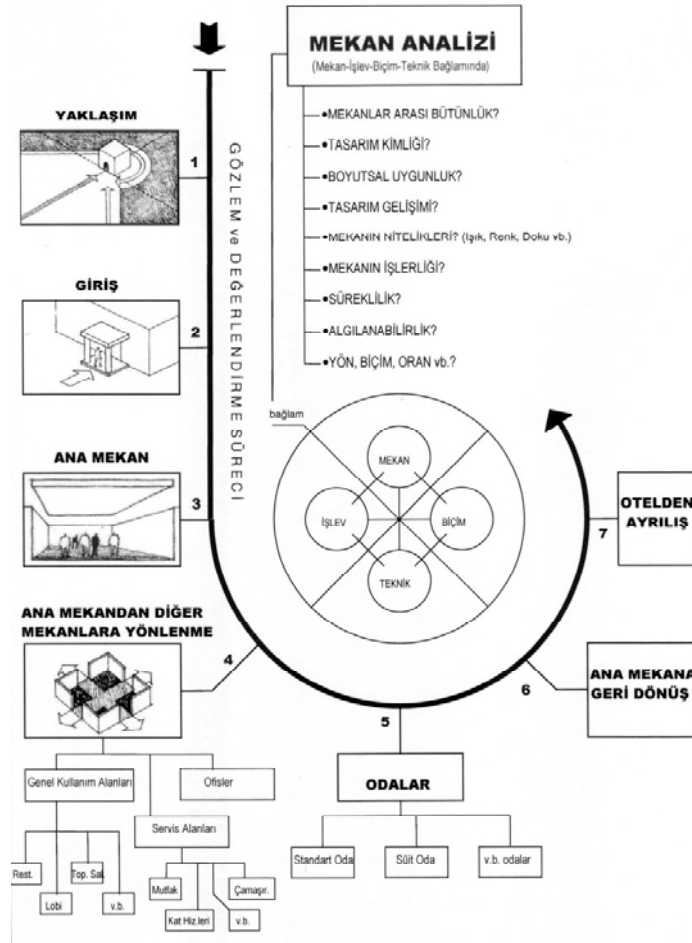 MEKAN ANALİZİ
(Mekan-İşlev-Biçim-Teknik Bağlamında)
•MEKANLAR ARASI BÜTÜNLÜK?
•TASARIM KİMLİĞİ?
•BOYUTSAL UYGUNLUK?
•TASARIM GELİŞİMİ?
•MEKANIN NİTELİKLERİ? (Işık, Renk, Doku vb.)
•MEKANIN İŞLERLİĞİ?
•SÜREKLİLİK?
•ALGILANABİLİRLİK?
•YÖN, BİÇİM, ORAN vb.?
GÖZLEM ve DEĞERLENDİRME SÜRECİ
YAKLAŞIM
1
GİRİŞ
2
ANA MEKAN
3
bağlam
MEKAN
İŞLEV
BİÇİM
TEKNİK
ANA MEKANDAN DİĞER
MEKANLARA YÖNLENME
4
Genel Kullanım Alanları
Ofisler
Servis Alanları
Rest.
Top. Sal.
Lobi
v.b.
Mutfak
Çamaşır.
Kat Hiz.leri
v.b.
5
ODALAR
Standart Oda
Süit Oda
v.b. odalar
6
ANA MEKANA
GERİ DÖNÜŞ
7
OTELDEN
AYRILIŞ